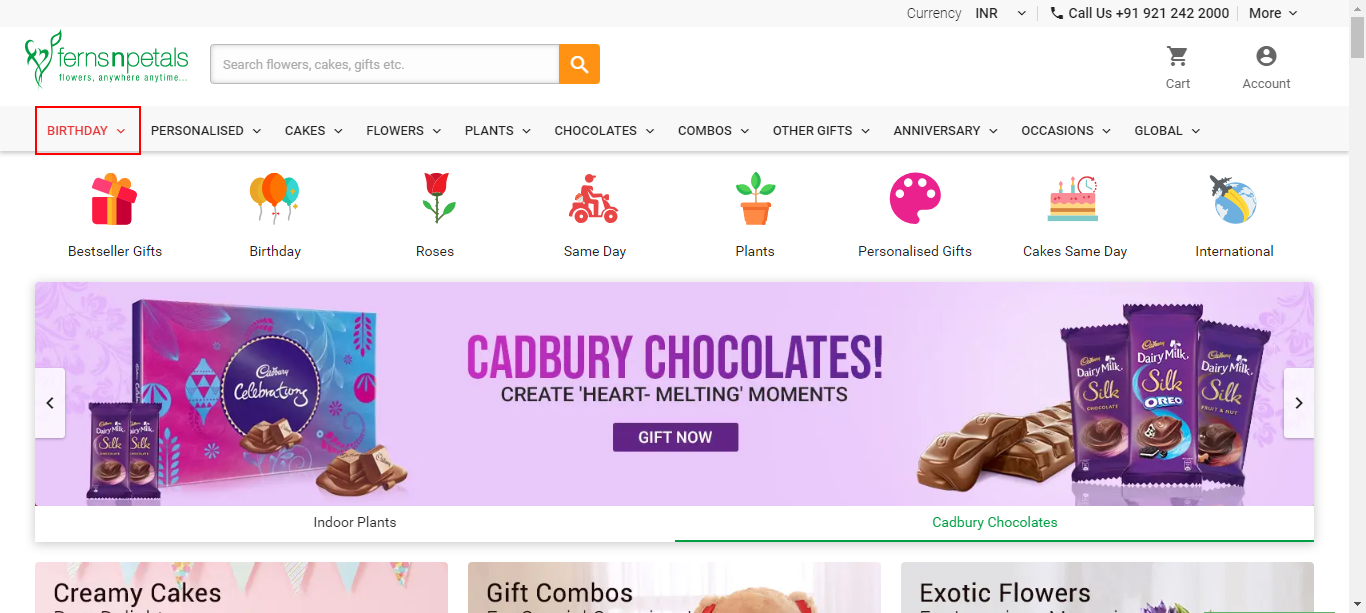 Currency INR Call Us +91 921 242 2000 More
fernsnpetals
flowers, anywhere anytime...
Search flowers, cakes, gifts etc.
Cart Account
BIRTHDAY PERSONALISED CAKES FLOWERS PLANTS CHOCOLATES COMBOS OTHER GIFTS ANNIVERSARY OCCASIONS GLOBAL
Bestseller Gifts Birthday Roses Same Day Plants Personalised Gifts Cakes Same Day International
CADBURY CHOCOLATES!
CREATE 'HEART- MELTING' MOMENTS
GIFT NOW
Cadbury
Celebrations
Cadbury
Dairy Milk
Silk
CHOCOLATE
Cadbury
Dairy Milk
Silk
OREO
Cadbury
Dairy Milk
Silk
FRUIT & NUT
Dairy Milk
Silk
Dairy Milk
Silk
Indoor Plants Cadbury Chocolates
Creamy Cakes Gift Combos Exotic Flowers